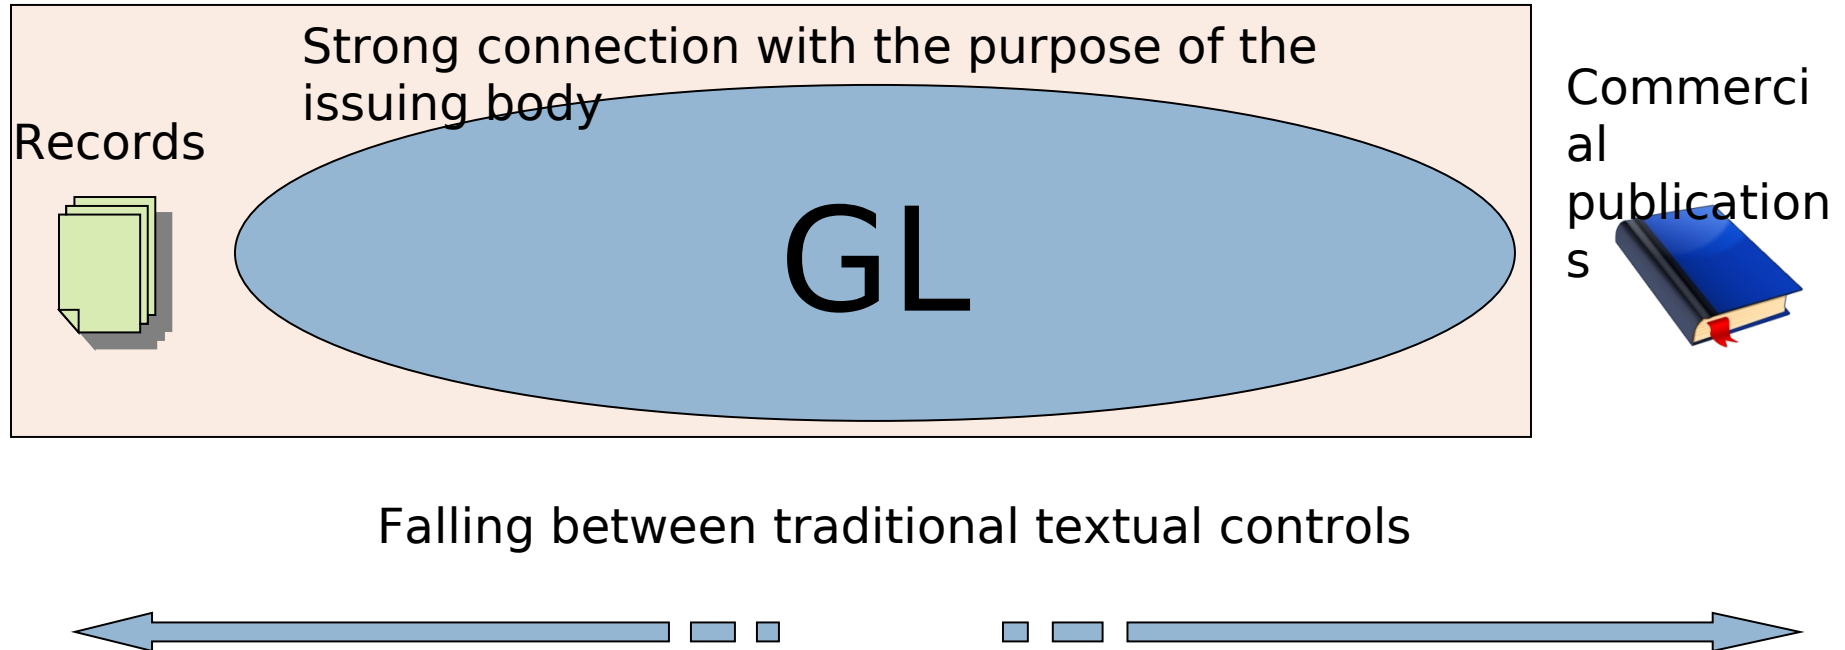 Strong connection with the purpose of the
issuing body
Records
Commerci
al
publication
s
GL
Falling between traditional textual controls